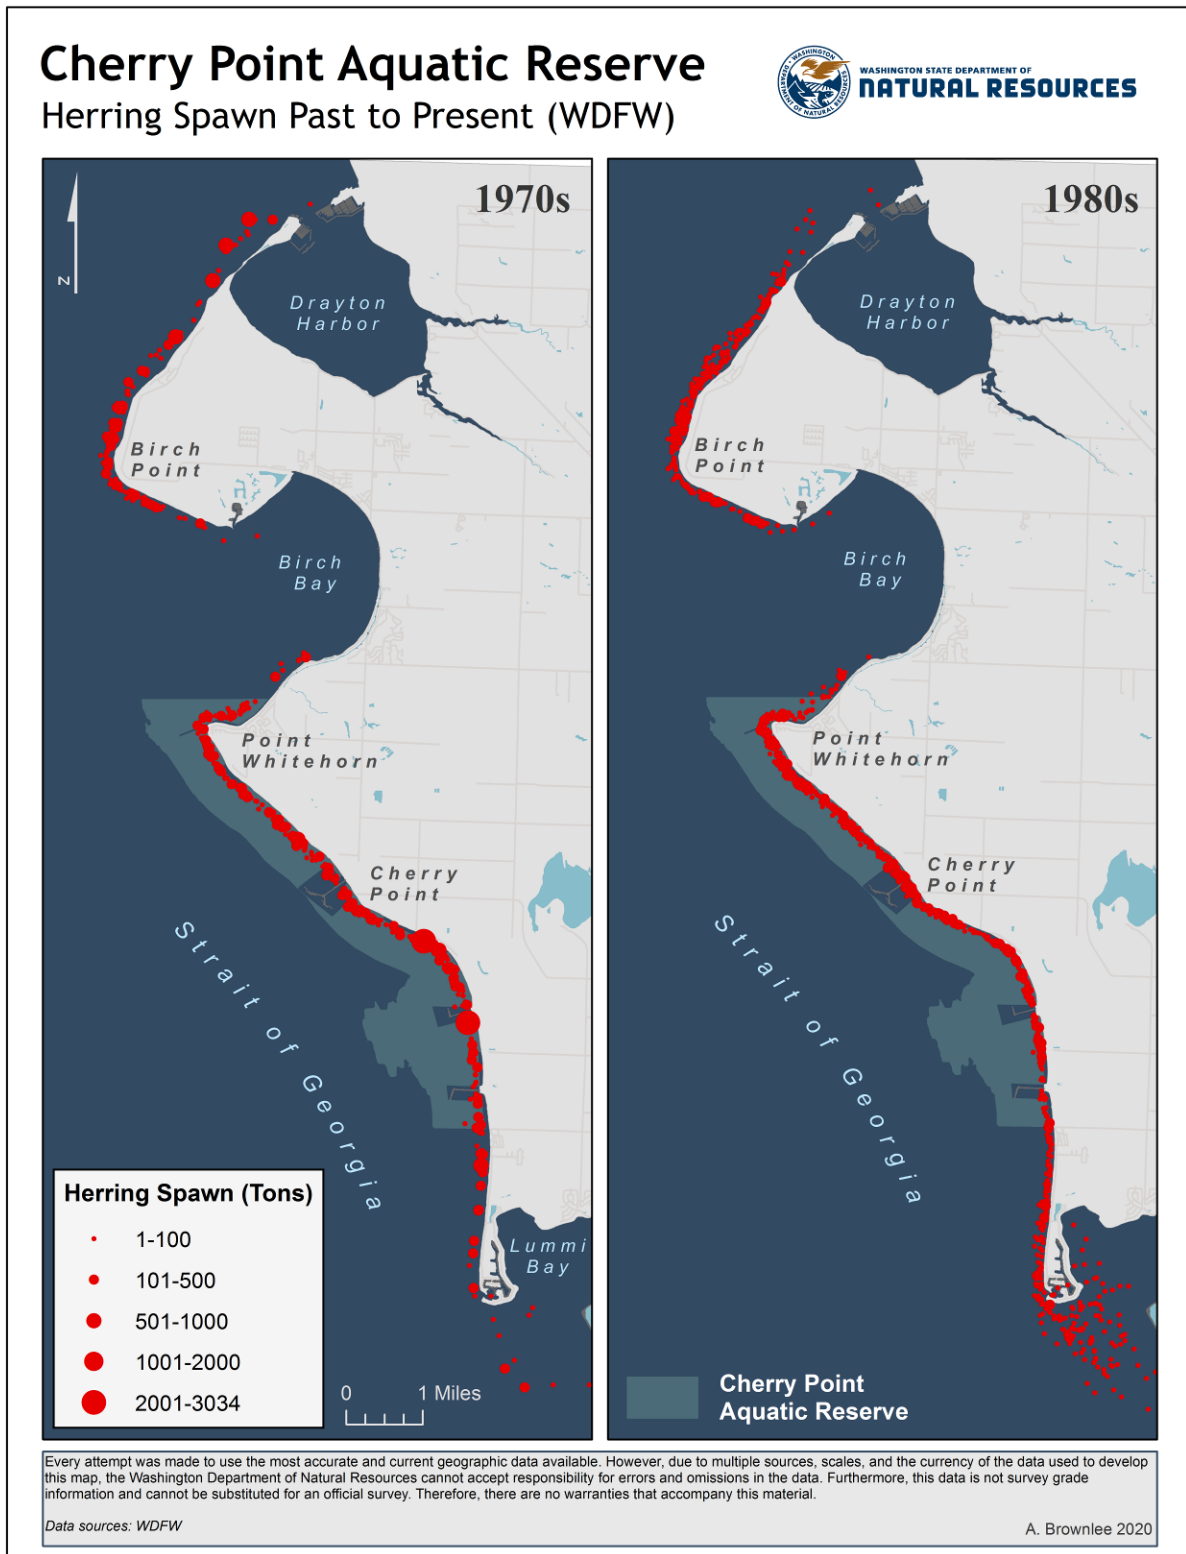 Cherry Point Aquatic Reserve
Herring Spawn Past to Present (WDFW)
WASHINGTON
DEPARTMENT OF NATURAL RESOURCES
WASHINGTON STATE DEPARTMENT OF
NATURAL RESOURCES
1970s
N
Drayton
Harbor
Birch
Point
Birch
Bay
Point
Whitehorn
Cherry
Point
Strait of Georgia
Lummi
Bay
Herring Spawn (Tons)
1-100
101-500
501-1000
1001-2000
2001-3034
0 1 Miles
1980s
Drayton
Harbor
Birch
Point
Birch
Bay
Point
Whitehorn
Cherry
Point
Strait of Georgia
Cherry Point
Aquatic Reserve
Every attempt was made to use the most accurate and current geographic data available. However, due to multiple sources, scales, and the currency of the data used to develop
this map, the Washington Department of Natural Resources cannot accept responsibility for errors and omissions in the data. Furthermore, this data is not survey grade
information and cannot be substituted for an official survey. Therefore, there are no warranties that accompany this material.
Data sources: WDFW
A. Brownlee 2020